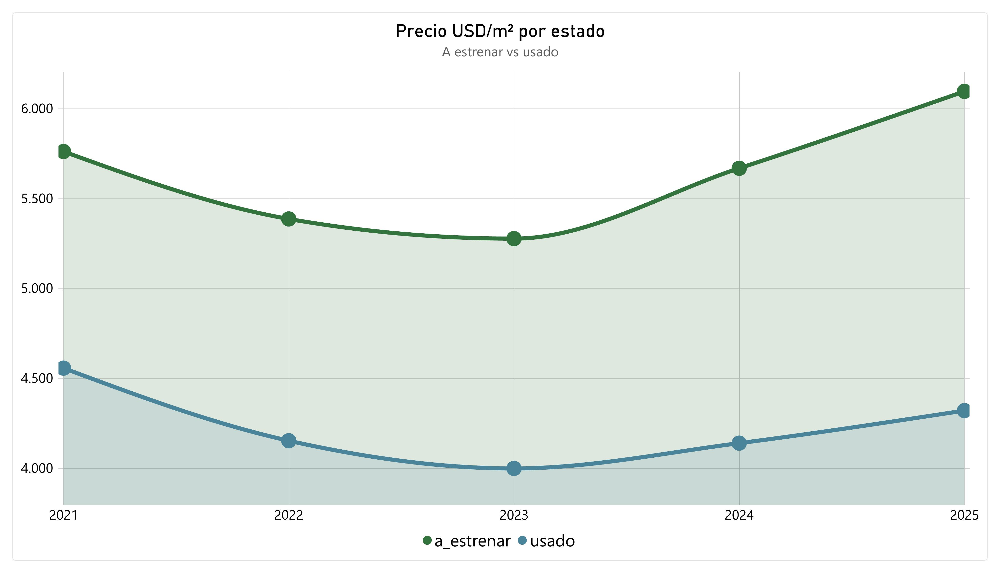 Precio USD/m² por estado
A estrenar vs usado
6.000
5.500
5.000
4.500
4.000
2021 2022 2023 2024 2025
a_estrenar usado